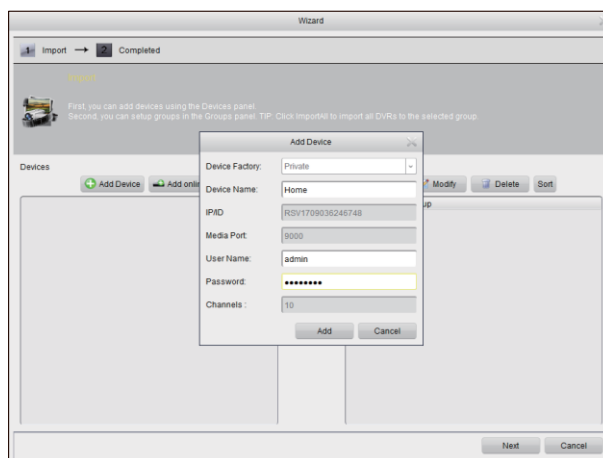 Wizard
1 Import → 2 Completed
Import
First, you can add devices using the Devices panel.
Second, you can setup groups in the Groups panel. TIP: Click ImportAll to import all DVRs to the selected group.
Add Device
Devices
Device Factory: Private
Add Device
Modify Delete Sort
Device Name: Home
IP/ID RSV1709036246748
Media Port: 9000
User Name: admin
Password: ••••••••
Channels : 10
Add Cancel
Next Cancel